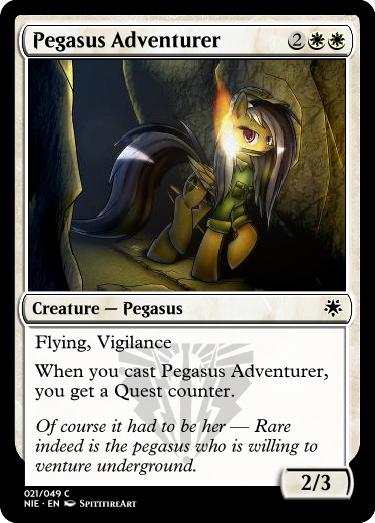 Pegasus Adventurer 2
Creature — Pegasus
Flying, Vigilance
When you cast Pegasus Adventurer,
you get a Quest counter.
Of course it had to be her — Rare
indeed is the pegasus who is willing to
venture underground.
2/3
021/049 C
NIE · EN SPITFIREART